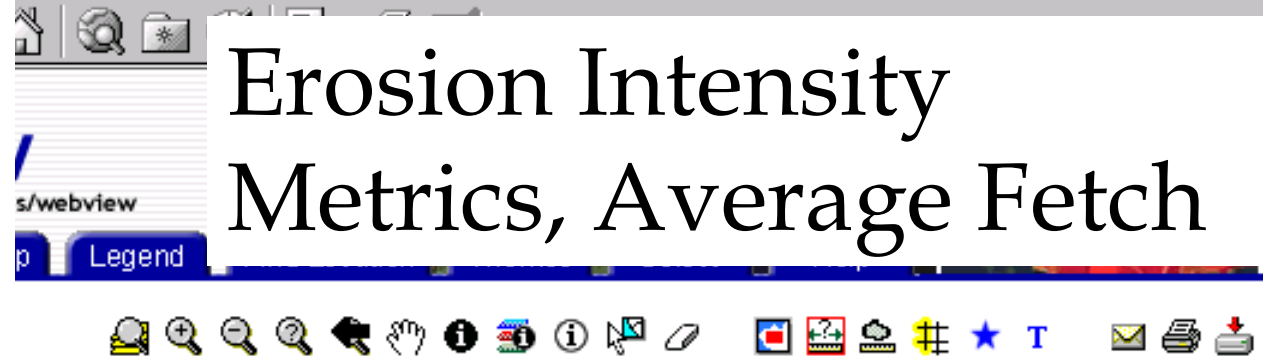 Erosion Intensity
Metrics, Average Fetch
s/webview
p Legend
T